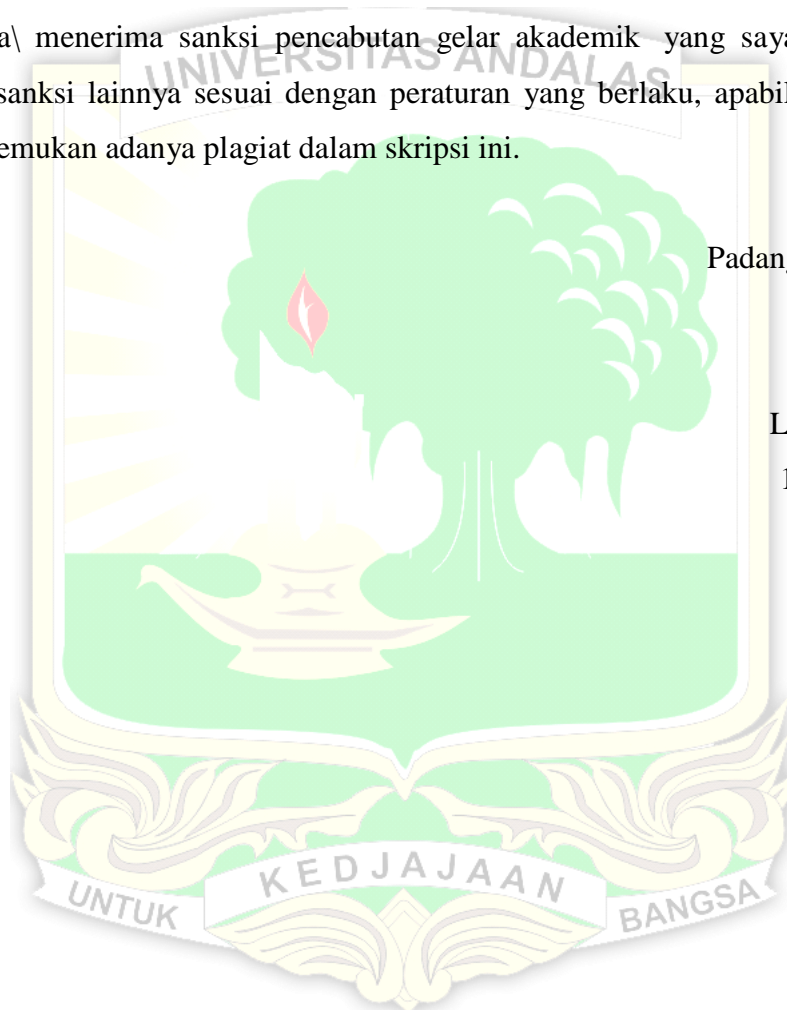 a\ menerima sanksi pencabutan gelar akademik yang saya
UNIVERSITAS ANDALAS
sanksi lainnya sesuai dengan peraturan yang berlaku, apabil
emukan adanya plagiat dalam skripsi ini.
Padang
L
1
UNTUK KEDJAJAAN BANGSA